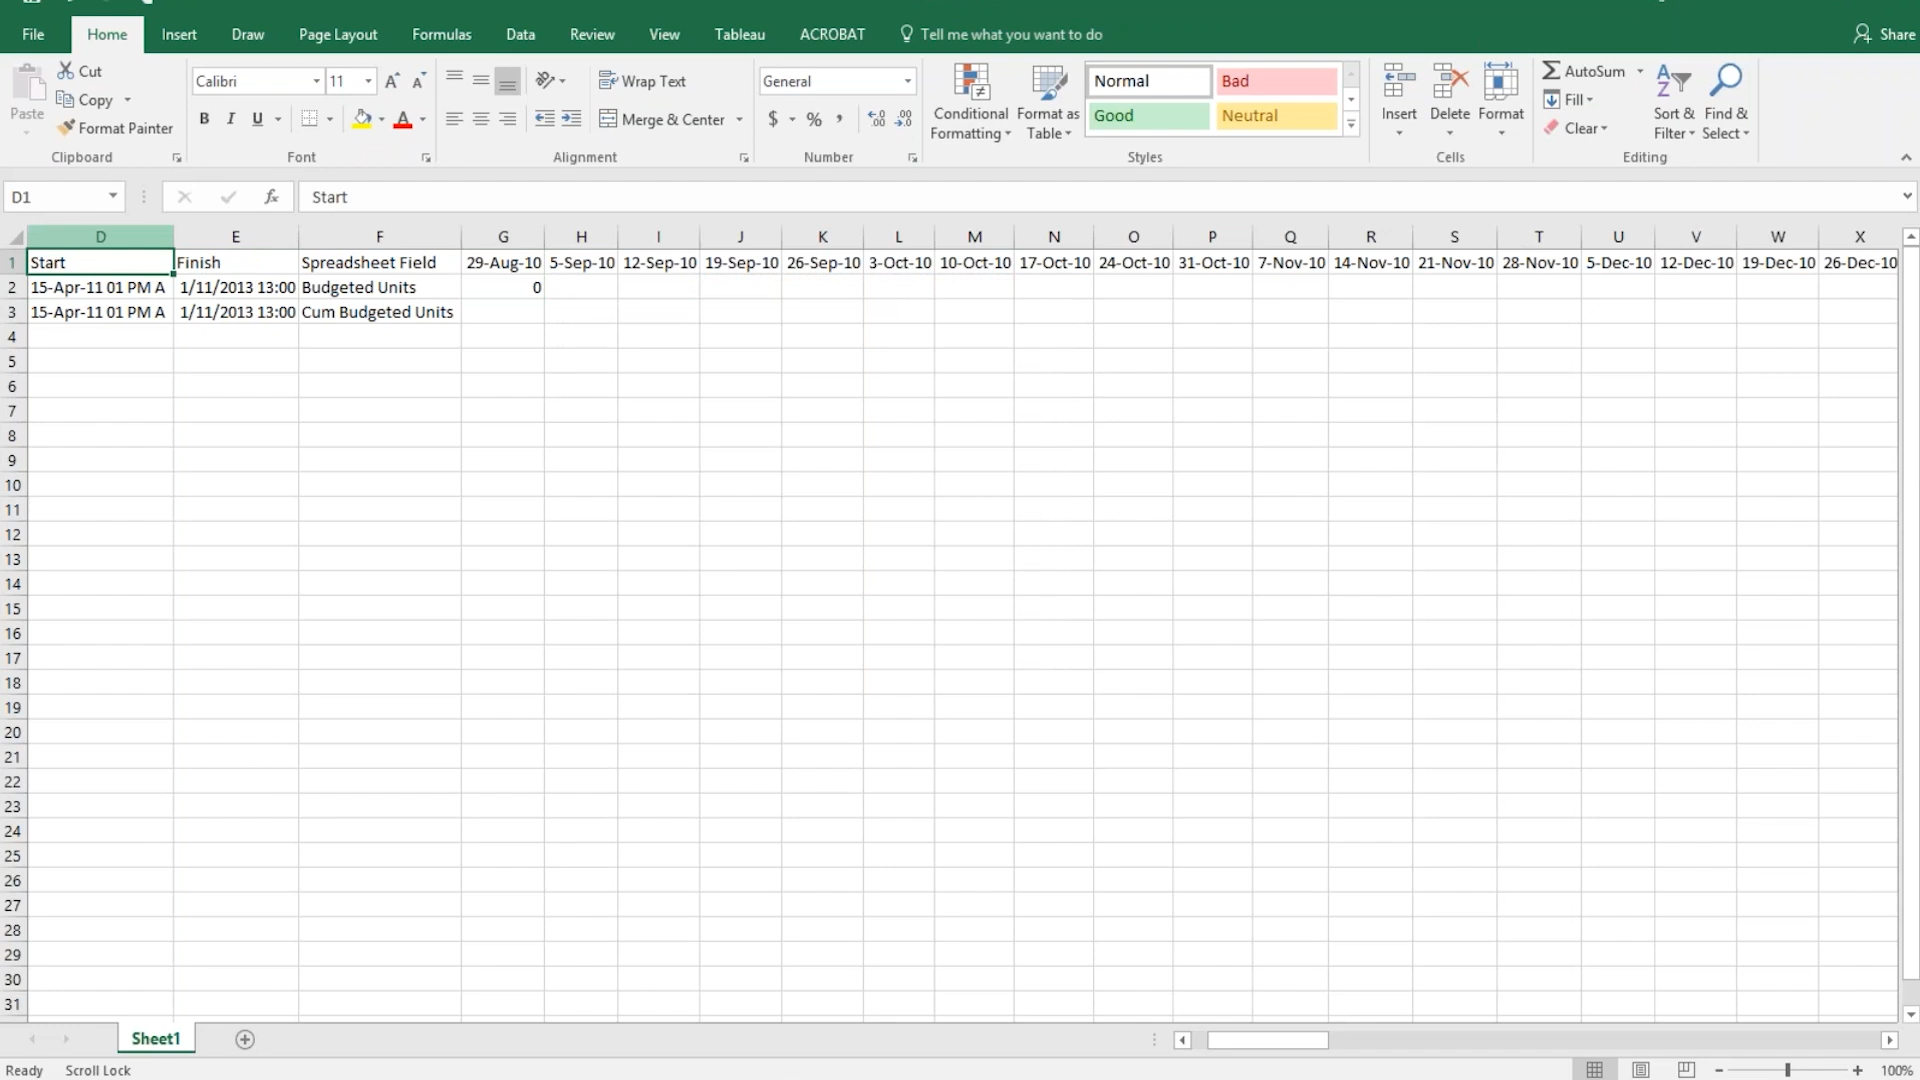 File Home Insert Draw Page Layout Formulas Data Review View Tableau ACROBAT Tell me what you want to do Share
Paste
Cut
Copy
Format Painter
Clipboard
Calibri 11
B I U A
Font
Wrap Text
Merge & Center
Alignment
General
$ % ,
Number
Conditional Formatting
Format as Table
Normal Bad
Good Neutral
Styles
Insert Delete Format
Cells
AutoSum
Fill
Clear
Sort & Filter
Find & Select
Editing
D1 fx Start
D E F G H I J K L M N O P Q R S T U V W X
1 Start Finish Spreadsheet Field 29-Aug-10 5-Sep-10 12-Sep-10 19-Sep-10 26-Sep-10 3-Oct-10 10-Oct-10 17-Oct-10 24-Oct-10 31-Oct-10 7-Nov-10 14-Nov-10 21-Nov-10 28-Nov-10 5-Dec-10 12-Dec-10 19-Dec-10 26-Dec-10
2 15-Apr-11 01 PM A 1/11/2013 13:00 Budgeted Units 0
3 15-Apr-11 01 PM A 1/11/2013 13:00 Cum Budgeted Units
4
5
6
7
8
9
10
11
12
13
14
15
16
17
18
19
20
21
22
23
24
25
26
27
28
29
30
31
Sheet1
Ready Scroll Lock 100%